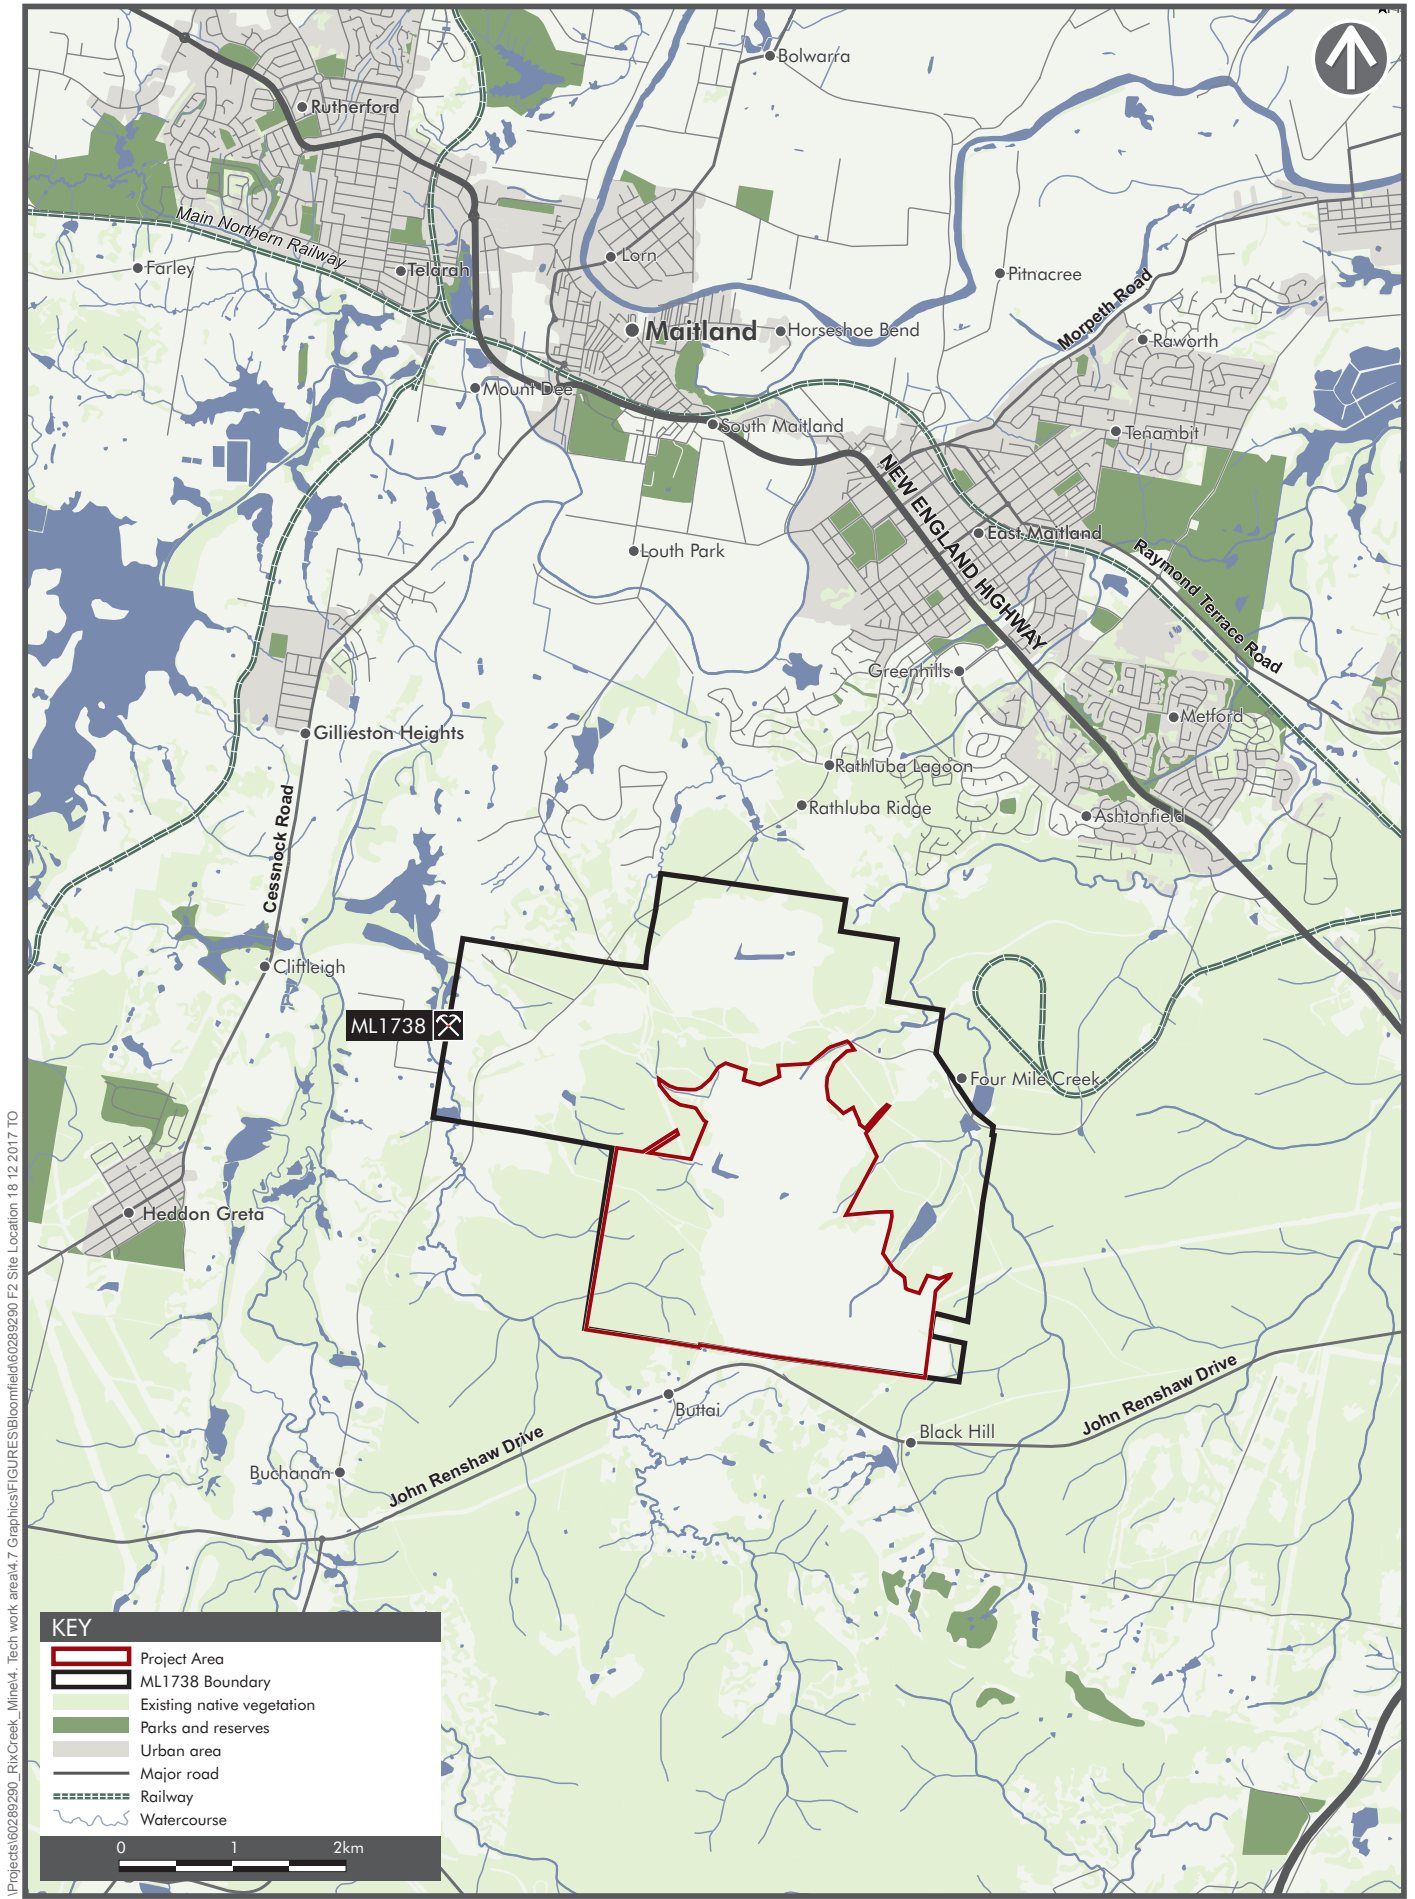 Bolwarra
Rutherford
Main Northern Railway
Farley
Telarah
Lorn
Pitnacree
Morpeth Road
Maitland
Horseshoe Bend
Raworth
Mount Dee
South Maitland
Tenambit
NEW ENGLAND HIGHWAY
East Maitland
Louth Park
Raymond Terrace Road
Greenhills
Metford
Gillieston Heights
Rathluba Lagoon
Rathluba Ridge
Ashtonfield
Cessnock Road
Cliftleigh
ML1738
Four Mile Creek
Heddon Greta
John Renshaw Drive
Buttai
Black Hill
Buchanan
John Renshaw Drive
KEY
Project Area
ML1738 Boundary
Existing native vegetation
Parks and reserves
Urban area
Major road
Railway
Watercourse
0 1 2km
\Projects\60289290_RixCreek_Mine\4. Tech work area\4.7 Graphics\FIGURES\Bloomfield\60289290 F2 Site Location 18 12 2017 TO